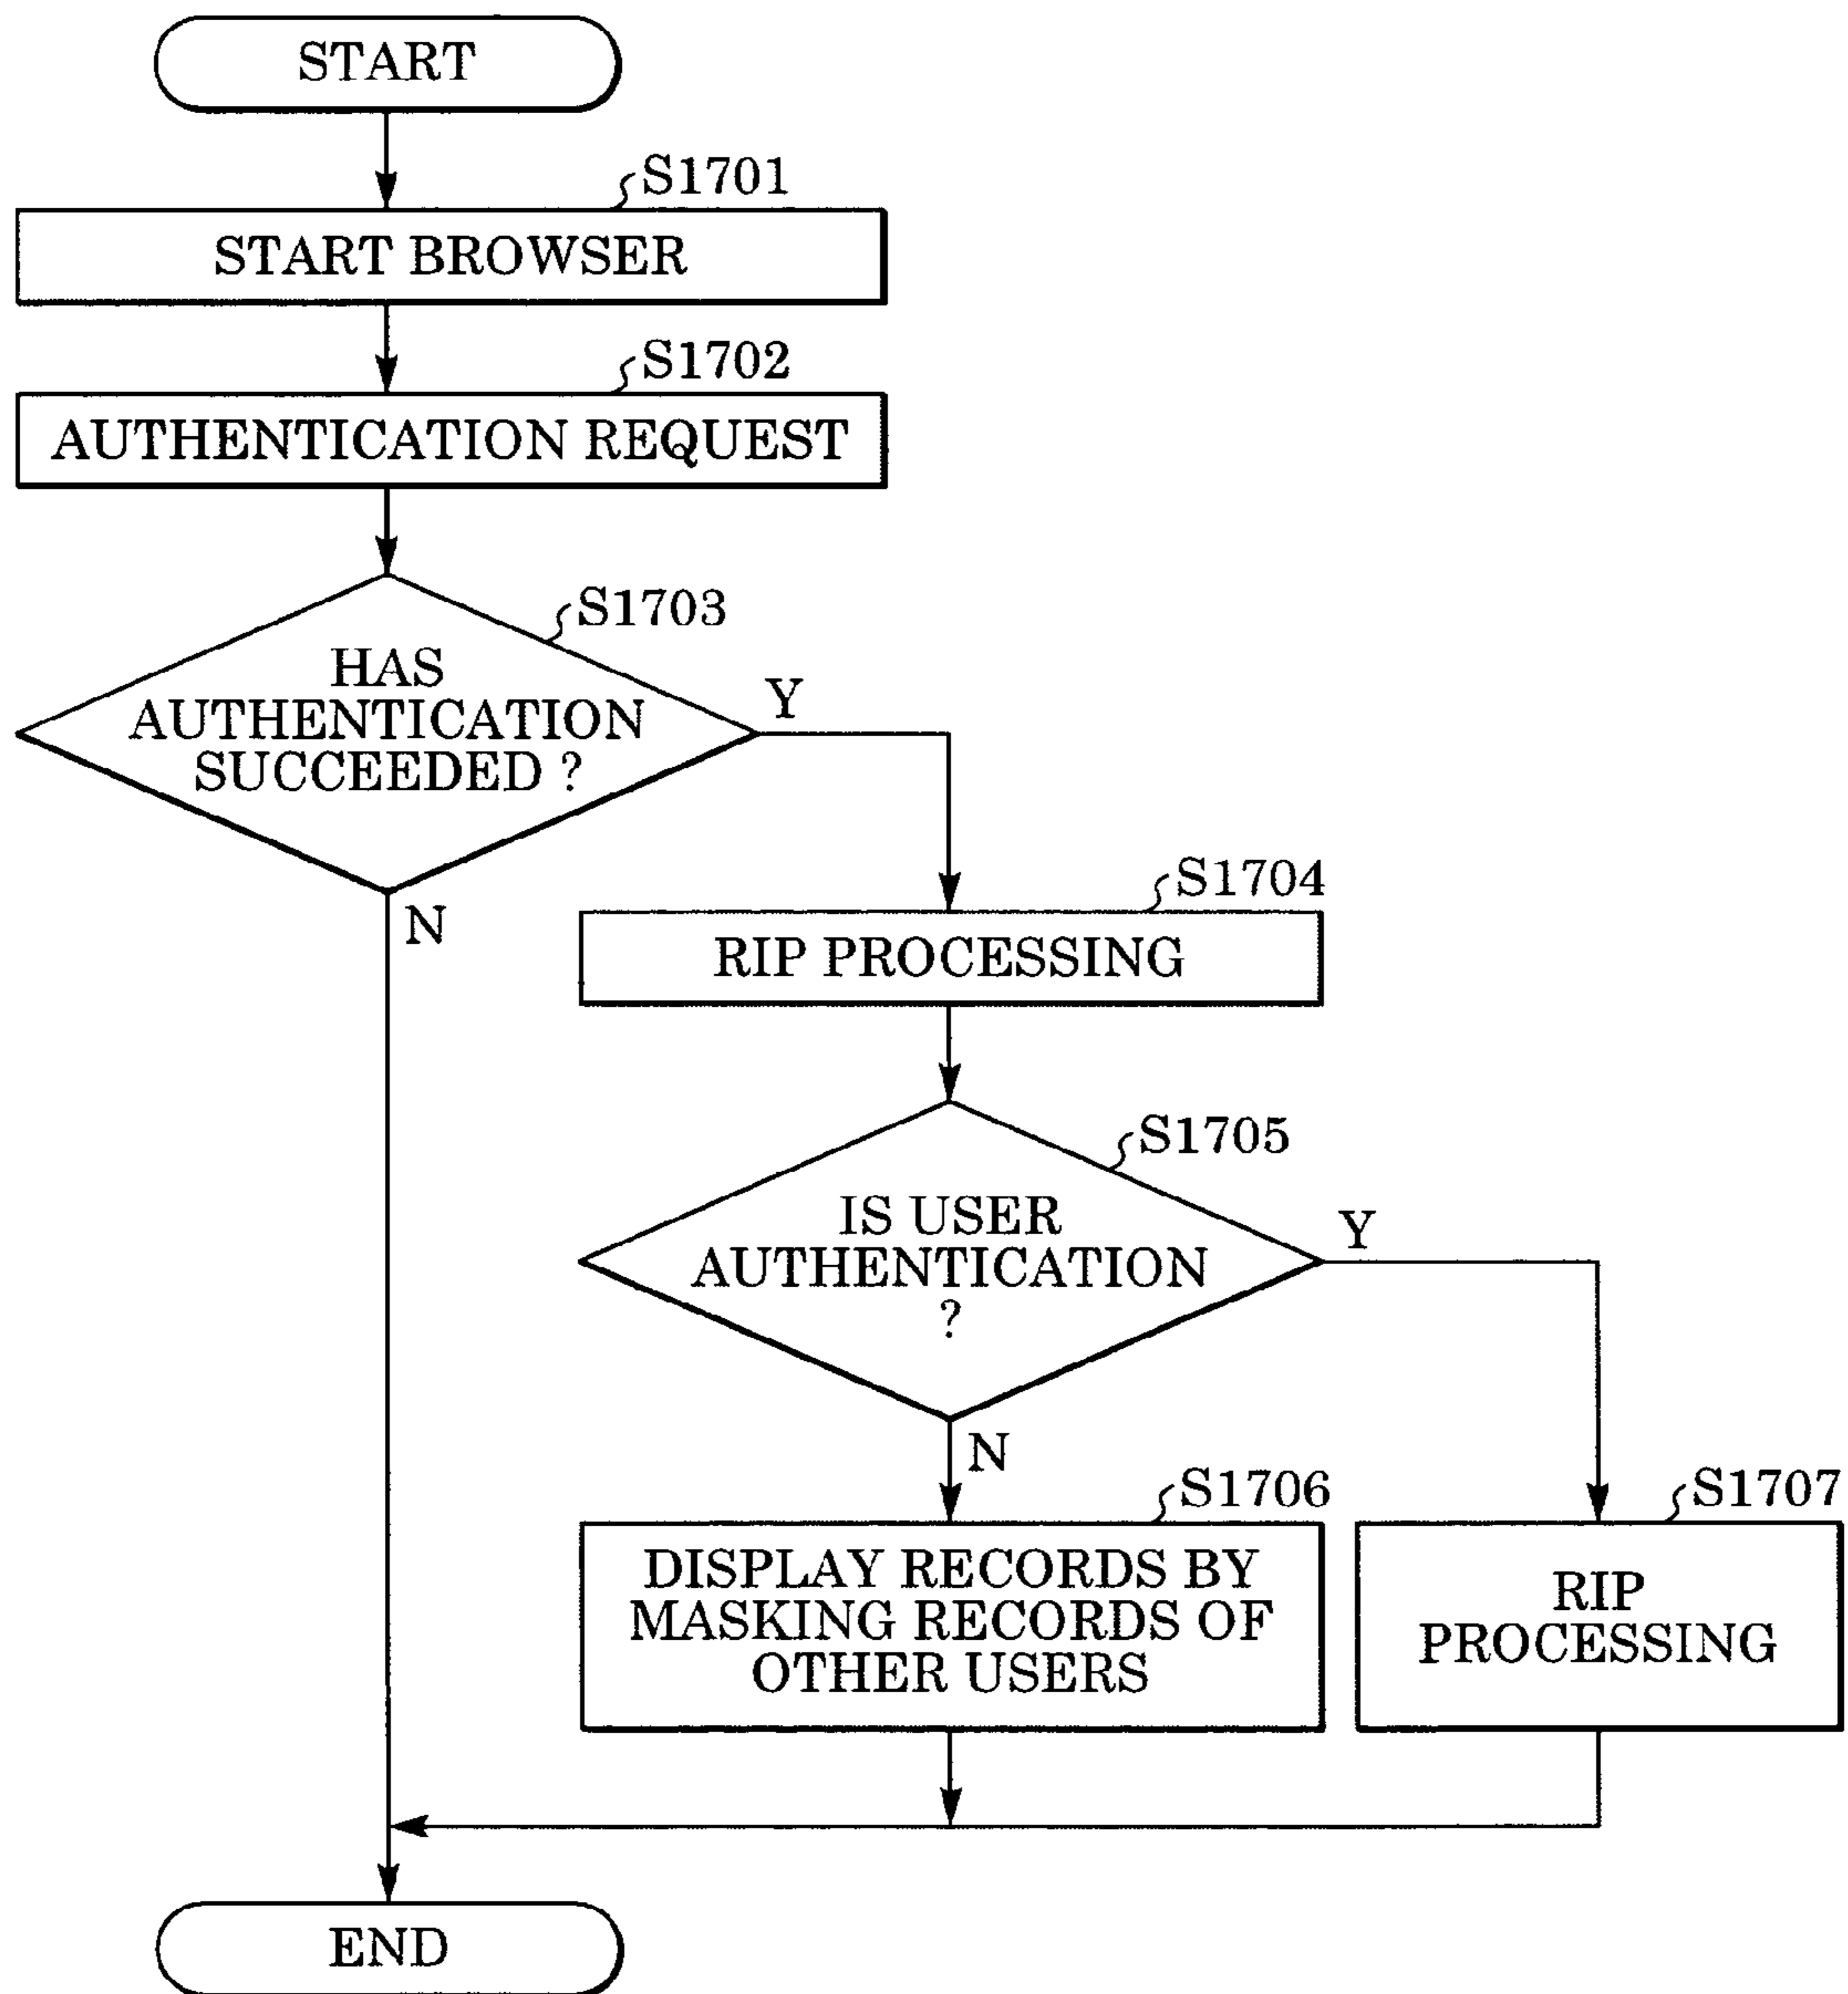 START
S1701
START BROWSER
S1702
AUTHENTICATION REQUEST
S1703
HAS
AUTHENTICATION
SUCCEEDED ?
Y
N
S1704
RIP PROCESSING
S1705
IS USER
AUTHENTICATION
?
Y
N
S1706
DISPLAY RECORDS BY
MASKING RECORDS OF
OTHER USERS
S1707
RIP
PROCESSING
END